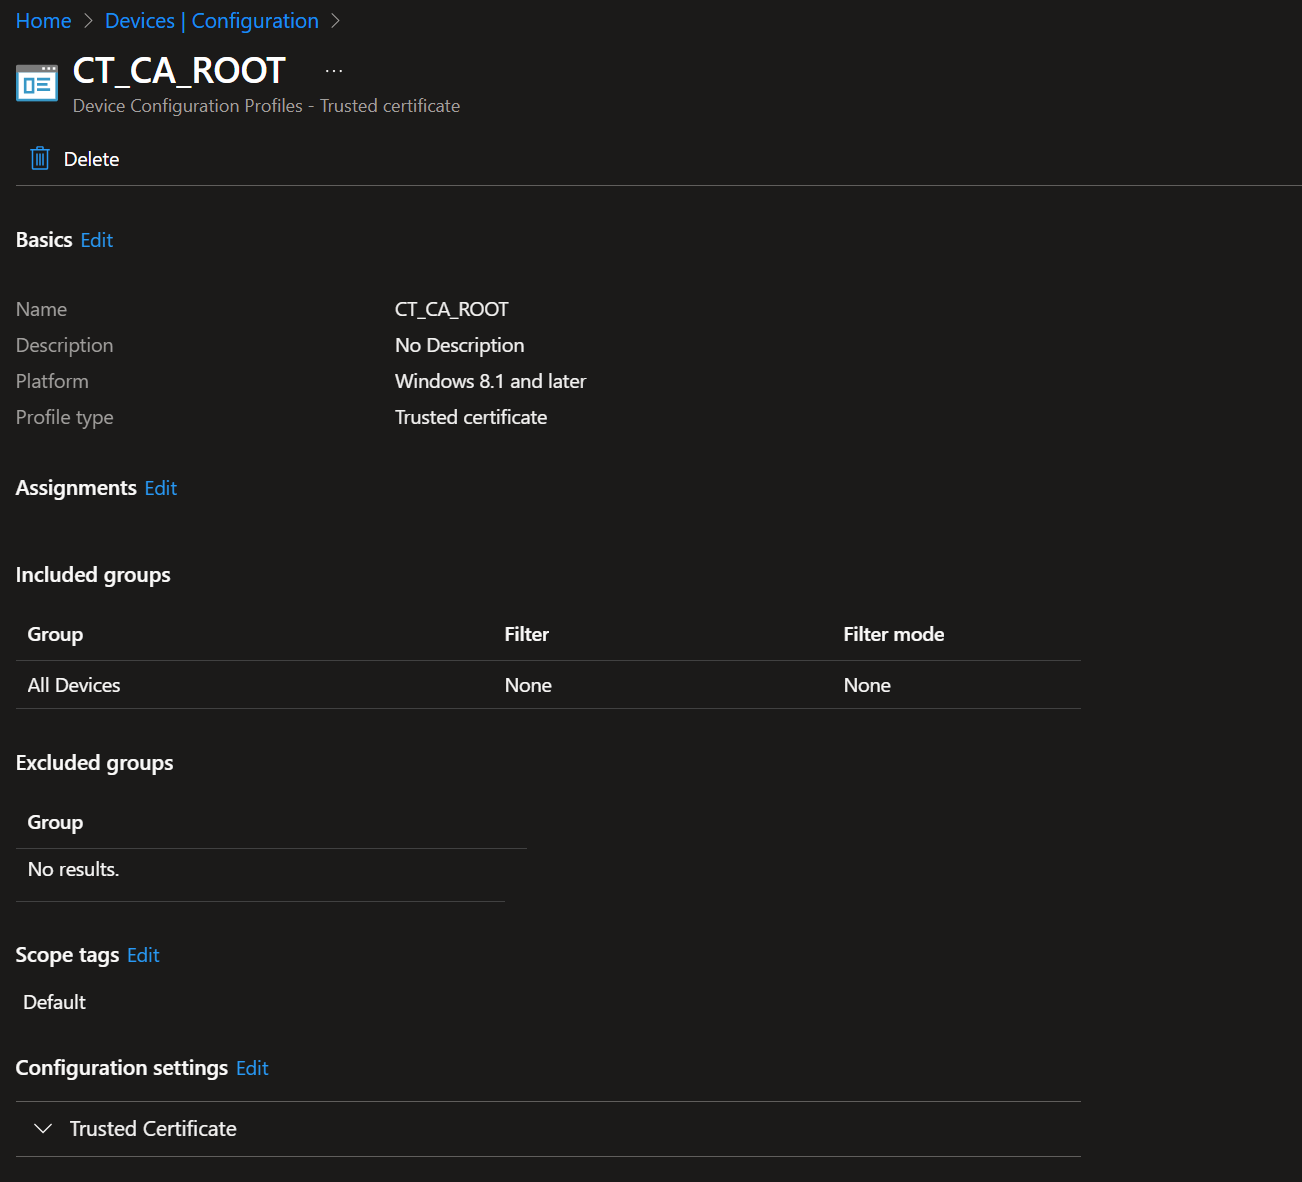 Home > Devices | Configuration >
CT_CA_ROOT ...
Device Configuration Profiles - Trusted certificate
Delete
Basics Edit
Name CT_CA_ROOT
Description No Description
Platform Windows 8.1 and later
Profile type Trusted certificate
Assignments Edit
Included groups
Group Filter Filter mode
All Devices None None
Excluded groups
Group
No results.
Scope tags Edit
Default
Configuration settings Edit
Trusted Certificate